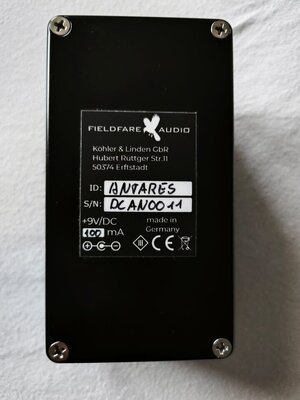 FIELDFARE AUDIO
Köhler & Linden GbR
Hubert Rüttger Str.11
50374 Erftstadt
ID: ANTARES
S/N: DCAN0011
+9V/DC made in
100 mA Germany
CE